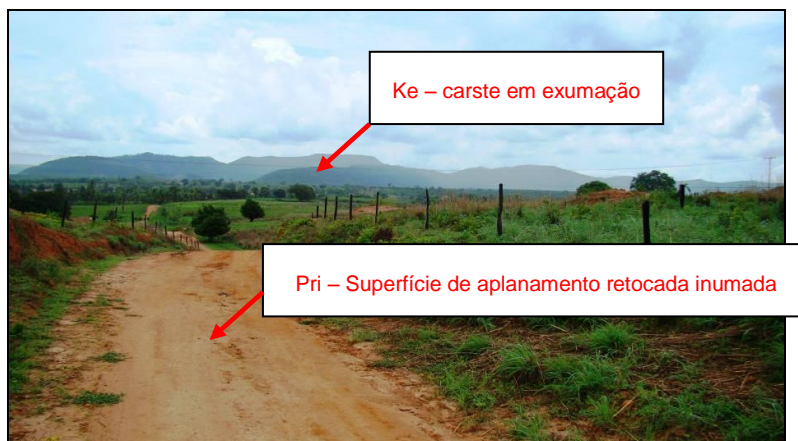 Ke – carste em exumação
Pri – Superfície de aplanamento retocada inumada